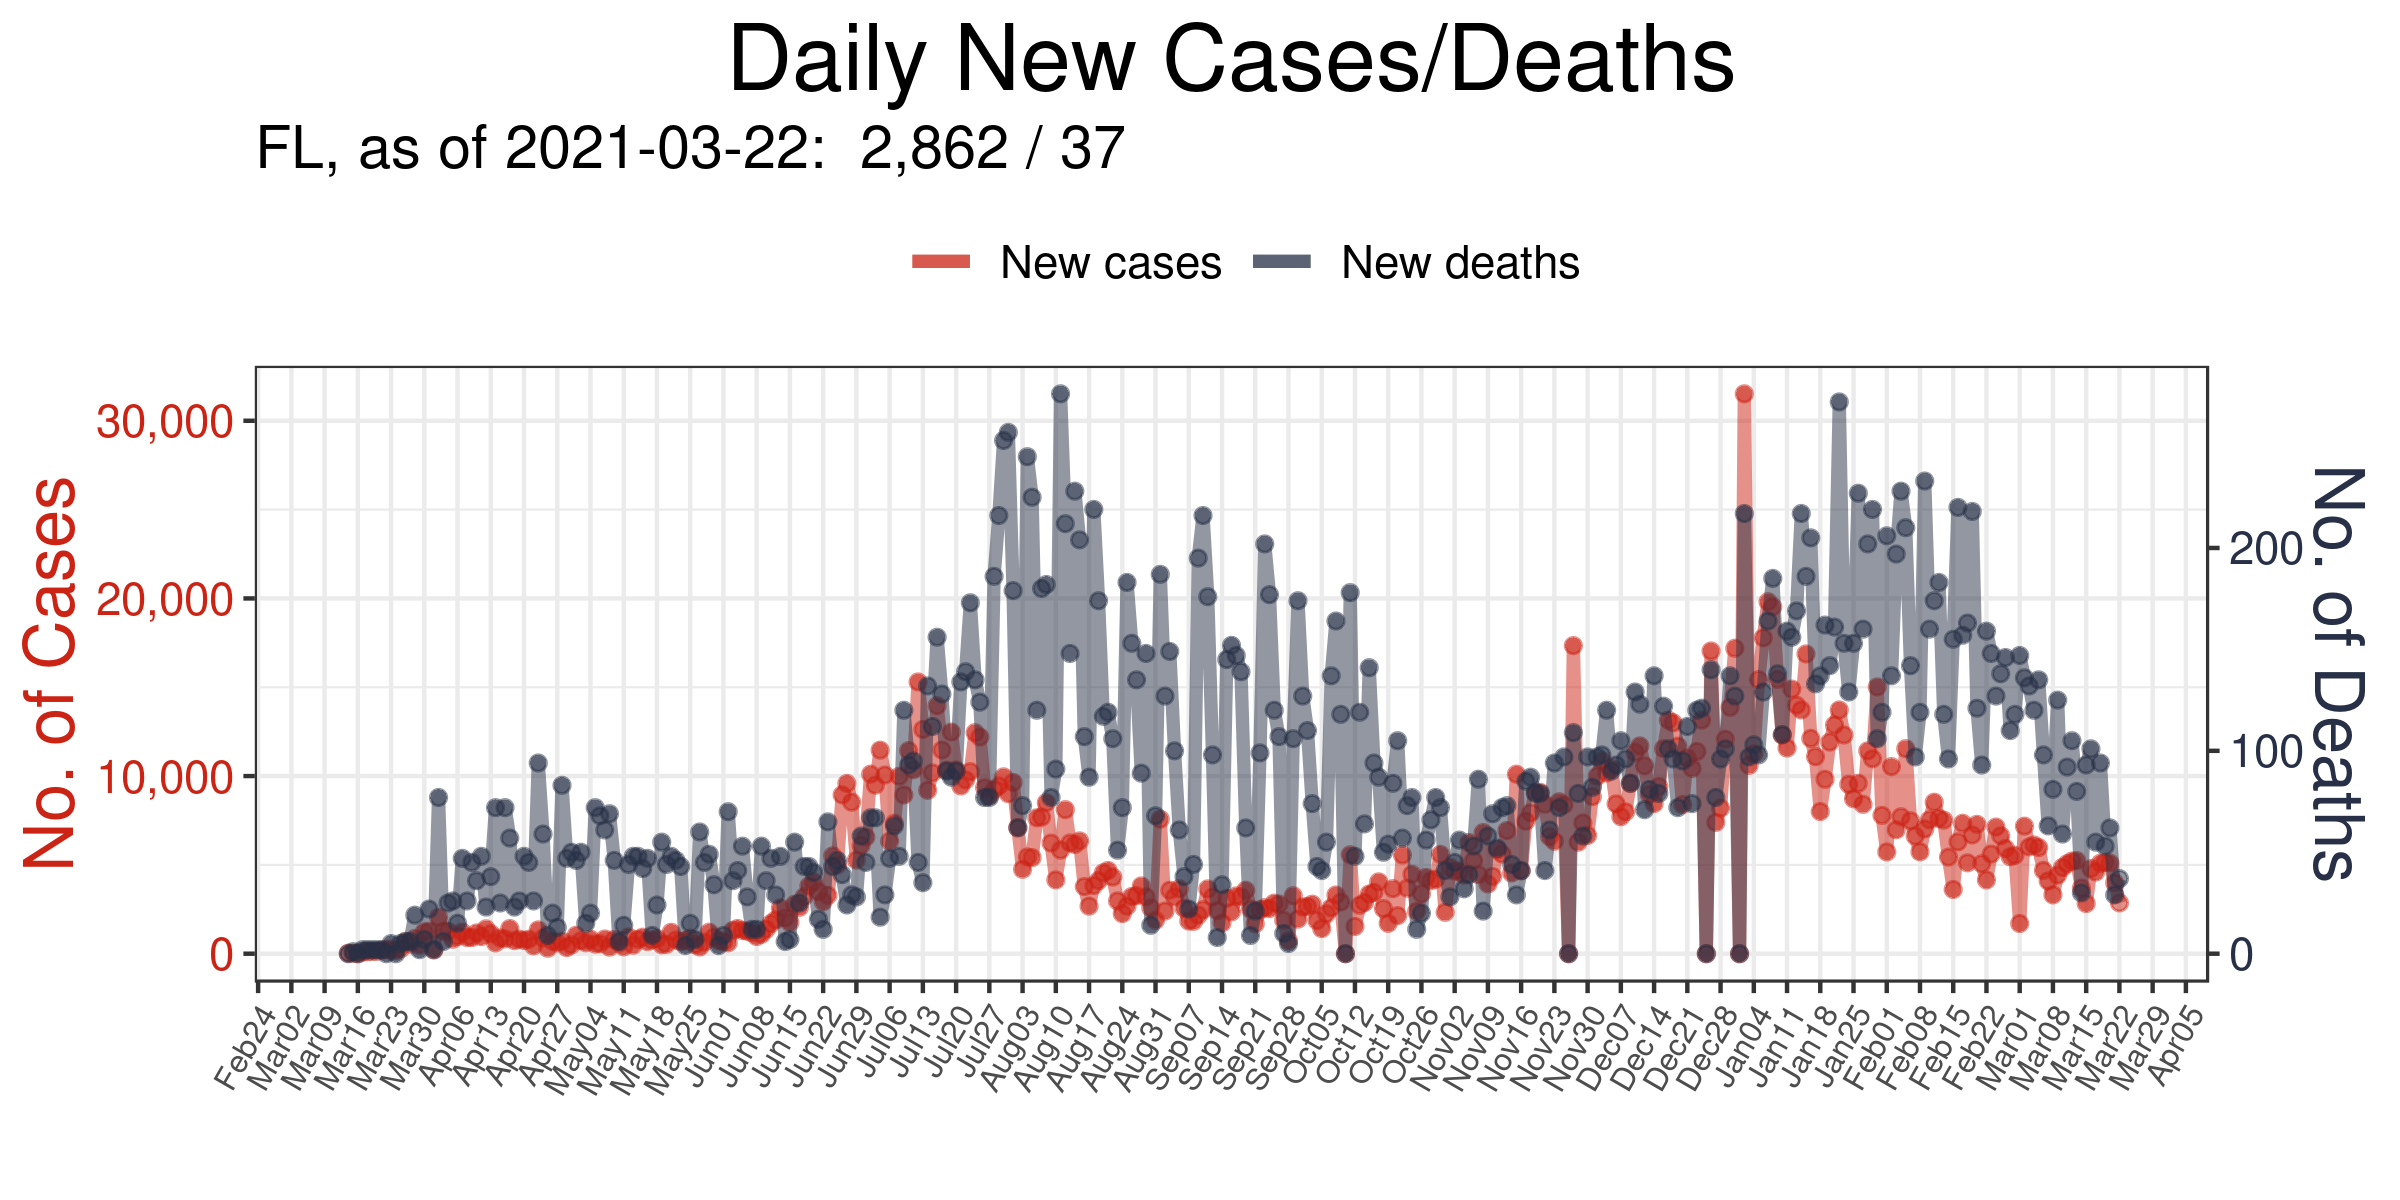 Daily New Cases/Deaths
FL, as of 2021-03-22:  2,862 / 37
New cases
New deaths
No. of Cases
30,000
20,000
10,000
0
No. of Deaths
200
100
0
Feb24
Mar02
Mar09
Mar16
Mar23
Mar30
Apr06
Apr13
Apr20
Apr27
May04
May11
May18
May25
Jun01
Jun08
Jun15
Jun22
Jun29
Jul06
Jul13
Jul20
Jul27
Aug03
Aug10
Aug17
Aug24
Aug31
Sep07
Sep14
Sep21
Sep28
Oct05
Oct12
Oct19
Oct26
Nov02
Nov09
Nov16
Nov23
Nov30
Dec07
Dec14
Dec21
Dec28
Jan04
Jan11
Jan18
Jan25
Feb01
Feb08
Feb15
Feb22
Mar01
Mar08
Mar15
Mar22
Mar29
Apr05